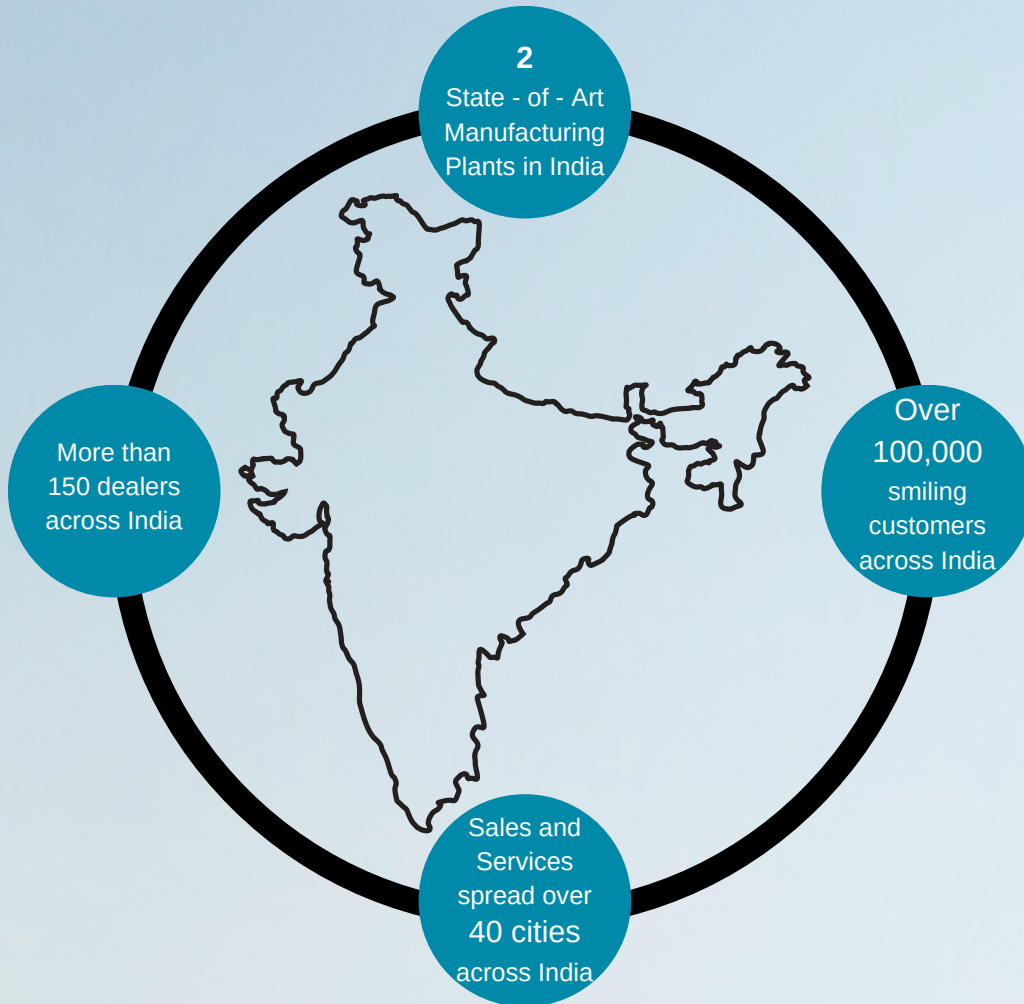 2
State - of - Art
Manufacturing
Plants in India
More than
150 dealers
across India
Over
100,000
smiling
customers
across India
Sales and
Services
spread over
40 cities
across India